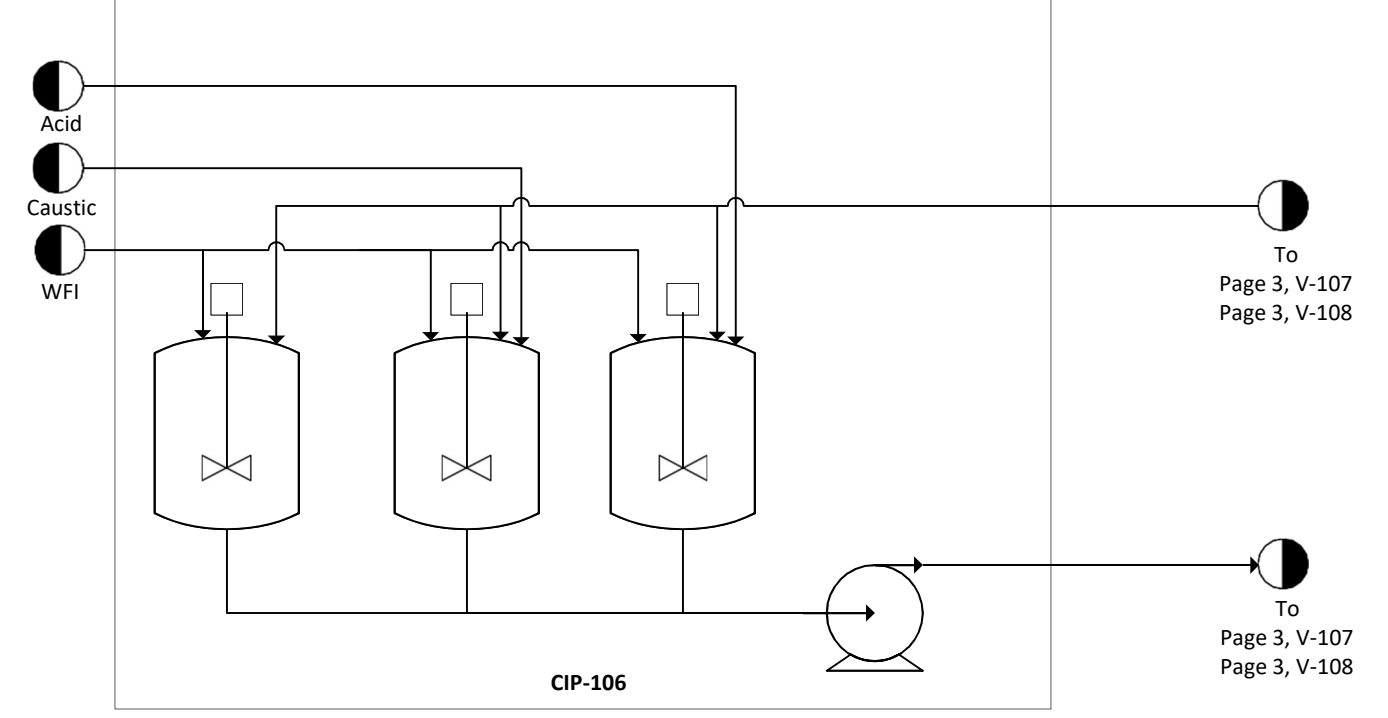 Acid
Caustic
WFI
To
Page 3, V-107
Page 3, V-108
To
Page 3, V-107
Page 3, V-108
CIP-106